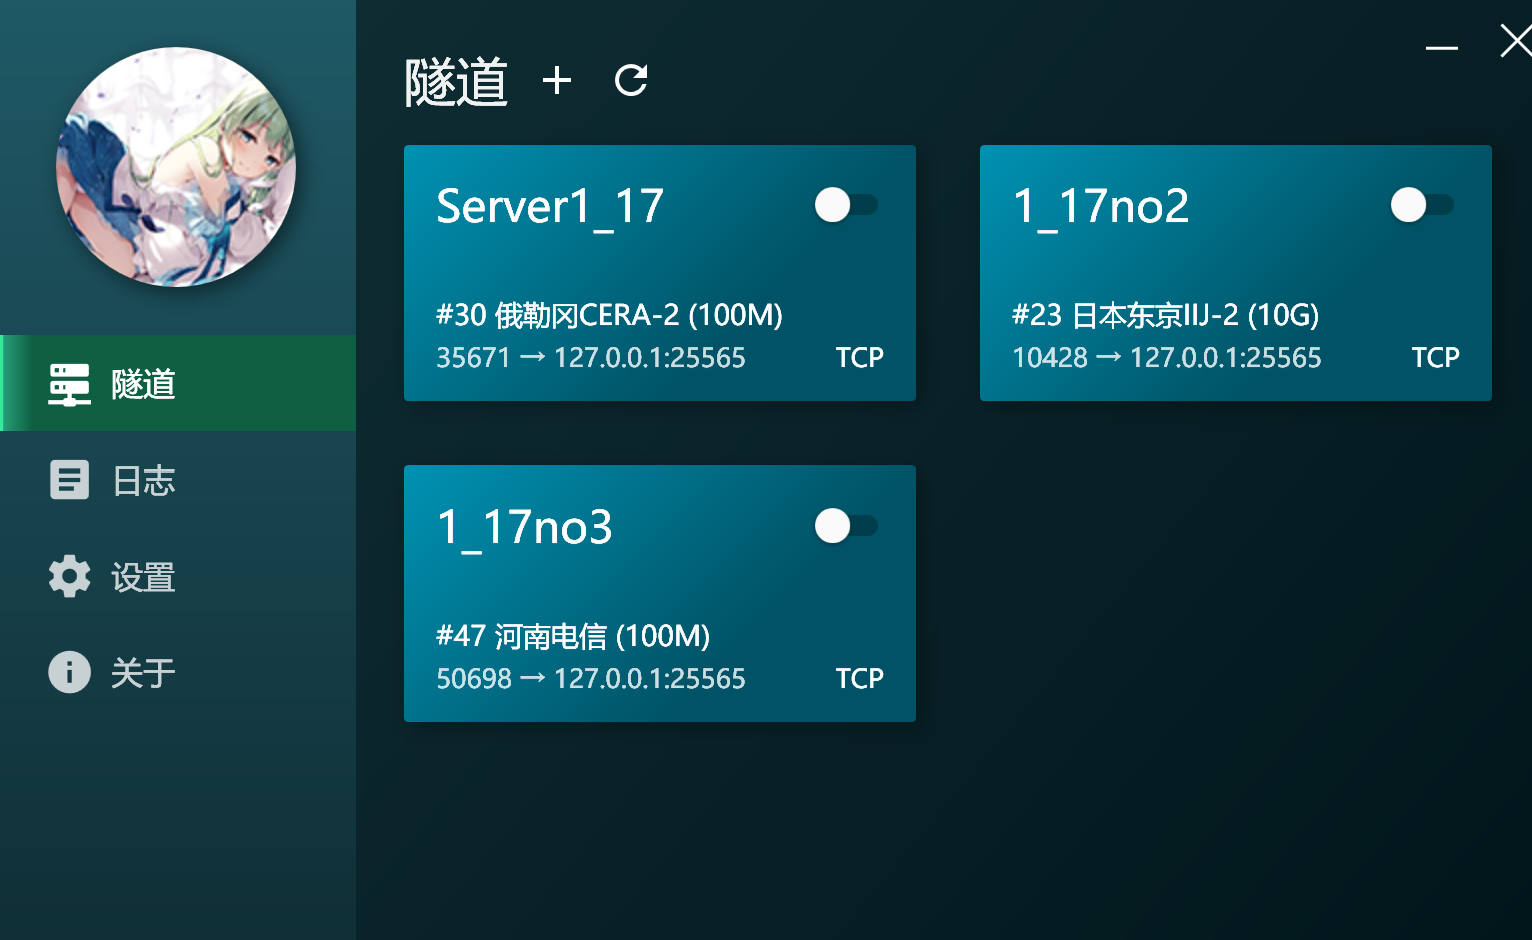 隧道
日志
设置
关于
隧道
Server1_17
#30 俄勒冈CERA-2 (100M)
35671 → 127.0.0.1:25565 TCP
1_17no2
#23 日本东京IIJ-2 (10G)
10428 → 127.0.0.1:25565 TCP
1_17no3
#47 河南电信 (100M)
50698 → 127.0.0.1:25565 TCP